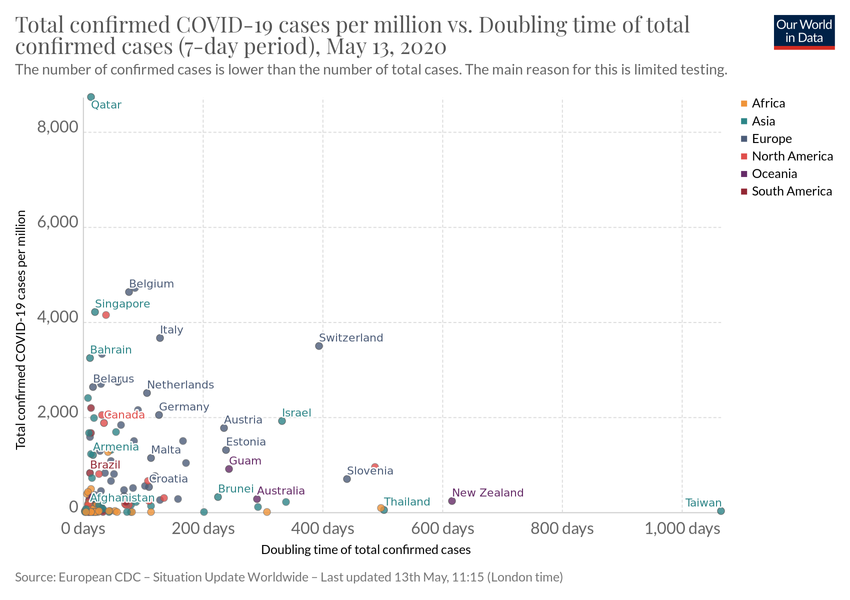 Total confirmed COVID-19 cases per million vs. Doubling time of total
confirmed cases (7-day period), May 13, 2020
Our World
in Data
The number of confirmed cases is lower than the number of total cases. The main reason for this is limited testing.
Africa
Asia
Europe
North America
Oceania
South America
Total confirmed COVID-19 cases per million
8,000
6,000
4,000
2,000
0
Qatar
Belgium
Singapore
Italy
Switzerland
Bahrain
Belarus
Netherlands
Germany
Canada
Israel
Austria
Estonia
Armenia
Malta
Guam
Brazil
Slovenia
Croatia
Brunei
Australia
New Zealand
Afghanistan
Thailand
Taiwan
0 days
200 days
400 days
600 days
800 days
1,000 days
Doubling time of total confirmed cases
Source: European CDC – Situation Update Worldwide – Last updated 13th May, 11:15 (London time)